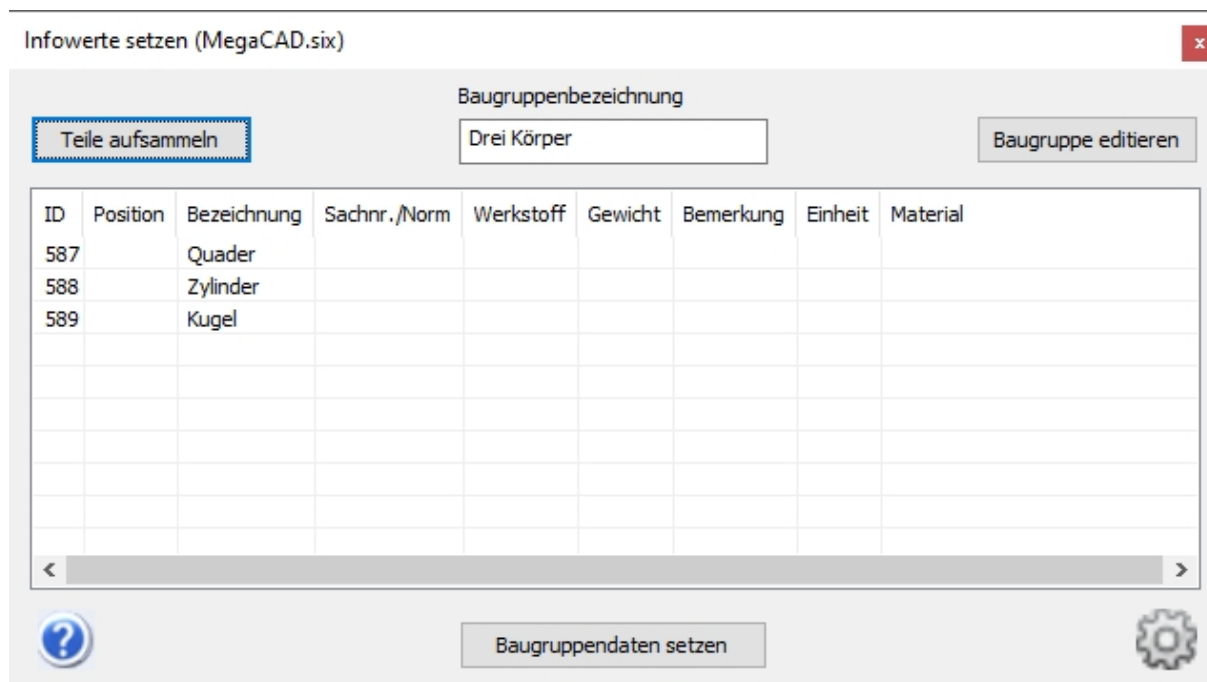 Infowerte setzen (MegaCAD.six)
x
Baugruppenbezeichnung
Teile aufsammeln Drei Körper Baugruppe editieren
ID Position Bezeichnung Sachnr./Norm Werkstoff Gewicht Bemerkung Einheit Material
587 Quader
588 Zylinder
589 Kugel
?
Baugruppendaten setzen